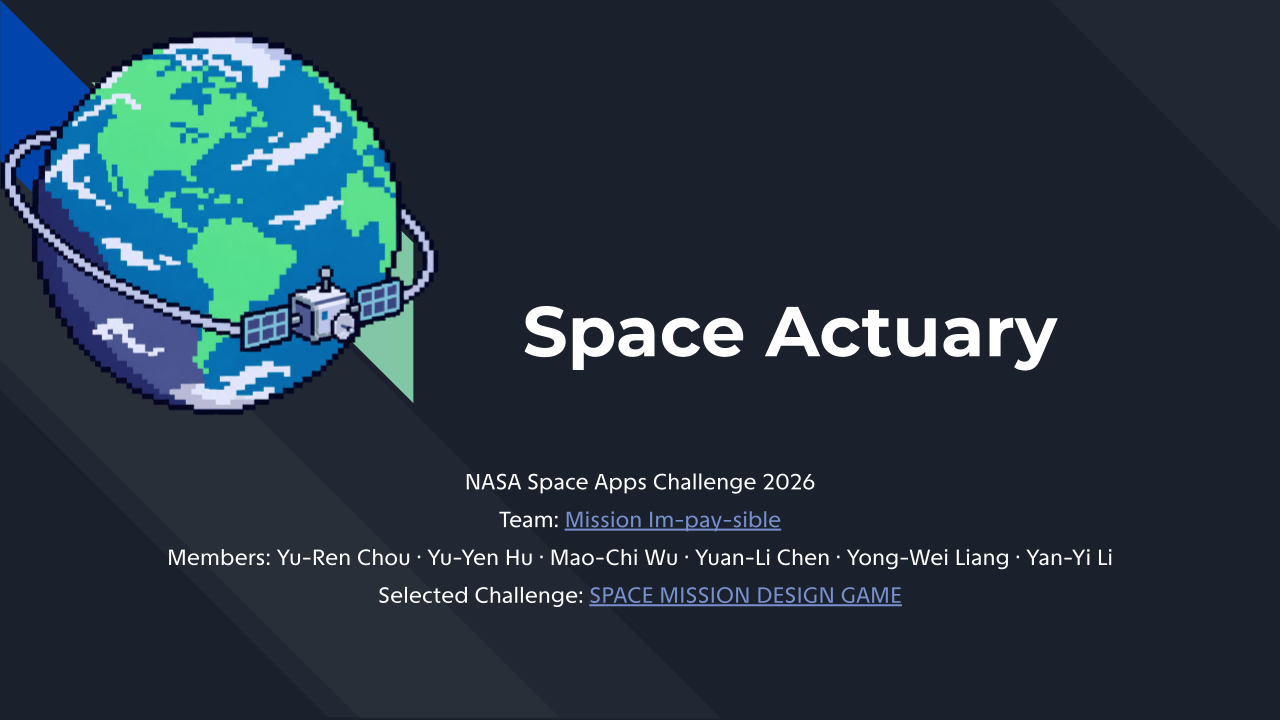 Space Actuary
NASA Space Apps Challenge 2026
Team: Mission Im-pay-sible
Members: Yu-Ren Chou · Yu-Yen Hu · Mao-Chi Wu · Yuan-Li Chen · Yong-Wei Liang · Yan-Yi Li
Selected Challenge: SPACE MISSION DESIGN GAME